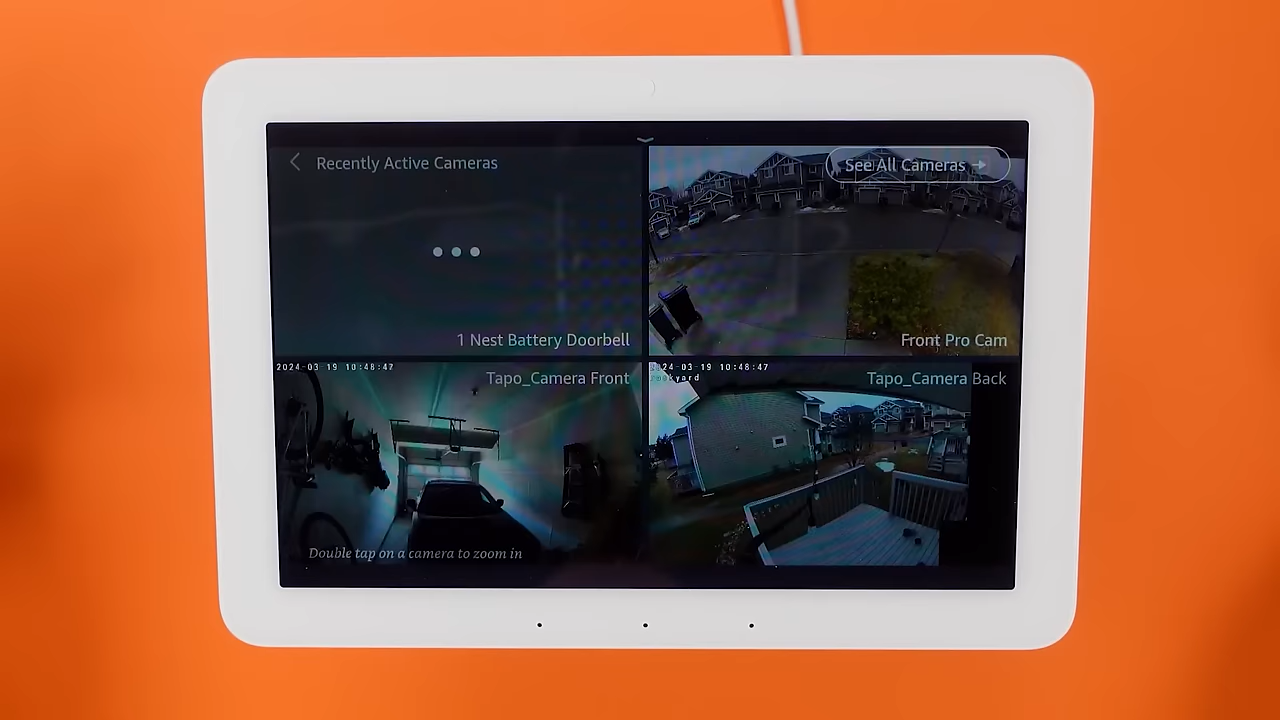 Recently Active Cameras
See All Cameras
1 Nest Battery Doorbell
Front Pro Cam
2024-03-19 10:48:47
Tapo_Camera Front
2024-03-19 10:48:47
Tapo_Camera Back
Double tap on a camera to zoom in